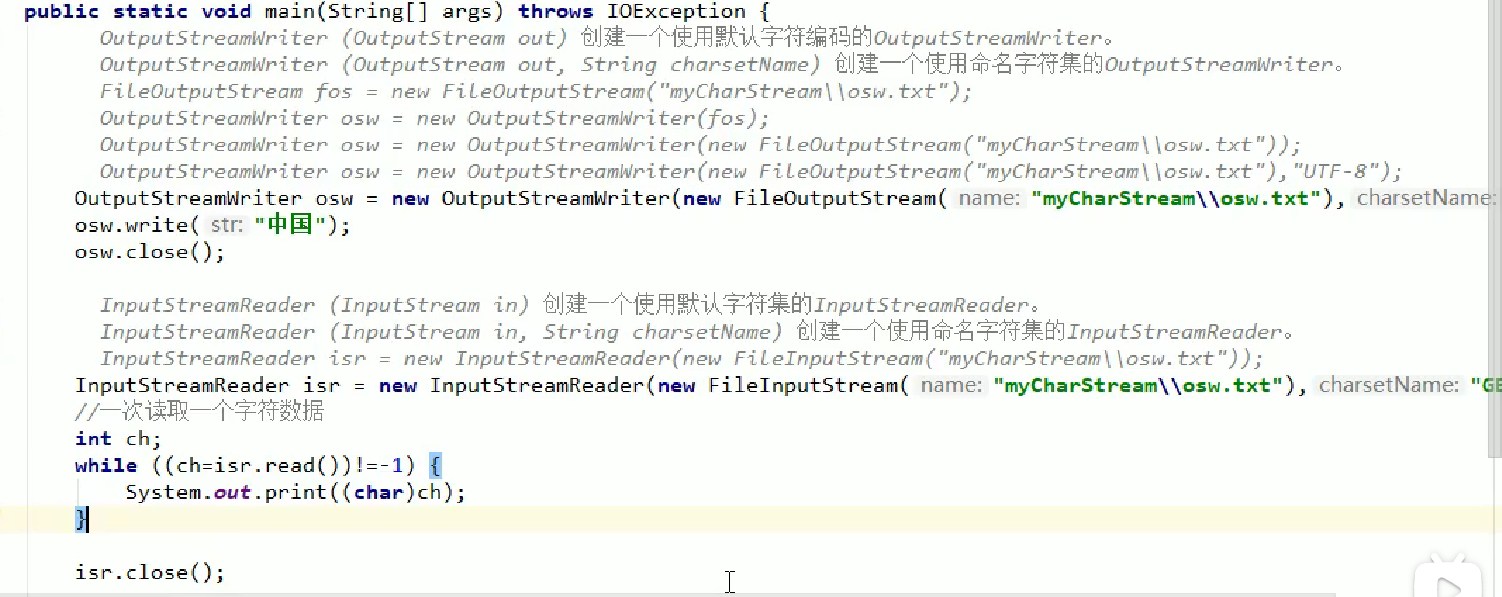 public static void main(String[] args) throws IOException {
OutputStreamWriter (OutputStream out) 创建一个使用默认字符编码的OutputStreamWriter。
OutputStreamWriter (OutputStream out, String charsetName) 创建一个使用命名字符集的OutputStreamWriter。
FileOutputStream fos = new FileOutputStream("myCharStream\\osw.txt");
OutputStreamWriter osw = new OutputStreamWriter(fos);
OutputStreamWriter osw = new OutputStreamWriter(new FileOutputStream("myCharStream\\osw.txt"));
OutputStreamWriter osw = new OutputStreamWriter(new FileOutputStream("myCharStream\\osw.txt"),"UTF-8");
OutputStreamWriter osw = new OutputStreamWriter(new FileOutputStream( name: "myCharStream\\osw.txt"), charsetName:
osw.write( str: "中国");
osw.close();
InputStreamReader (InputStream in) 创建一个使用默认字符集的InputStreamReader。
InputStreamReader (InputStream in, String charsetName) 创建一个使用命名字符集的InputStreamReader。
InputStreamReader isr = new InputStreamReader(new FileInputStream("myCharStream\\osw.txt"));
InputStreamReader isr = new InputStreamReader(new FileInputStream( name: "myCharStream\\osw.txt"), charsetName:
//一次读取一个字符数据
int ch;
while ((ch=isr.read())!=-1) {
System.out.print((char)ch);
}
isr.close();